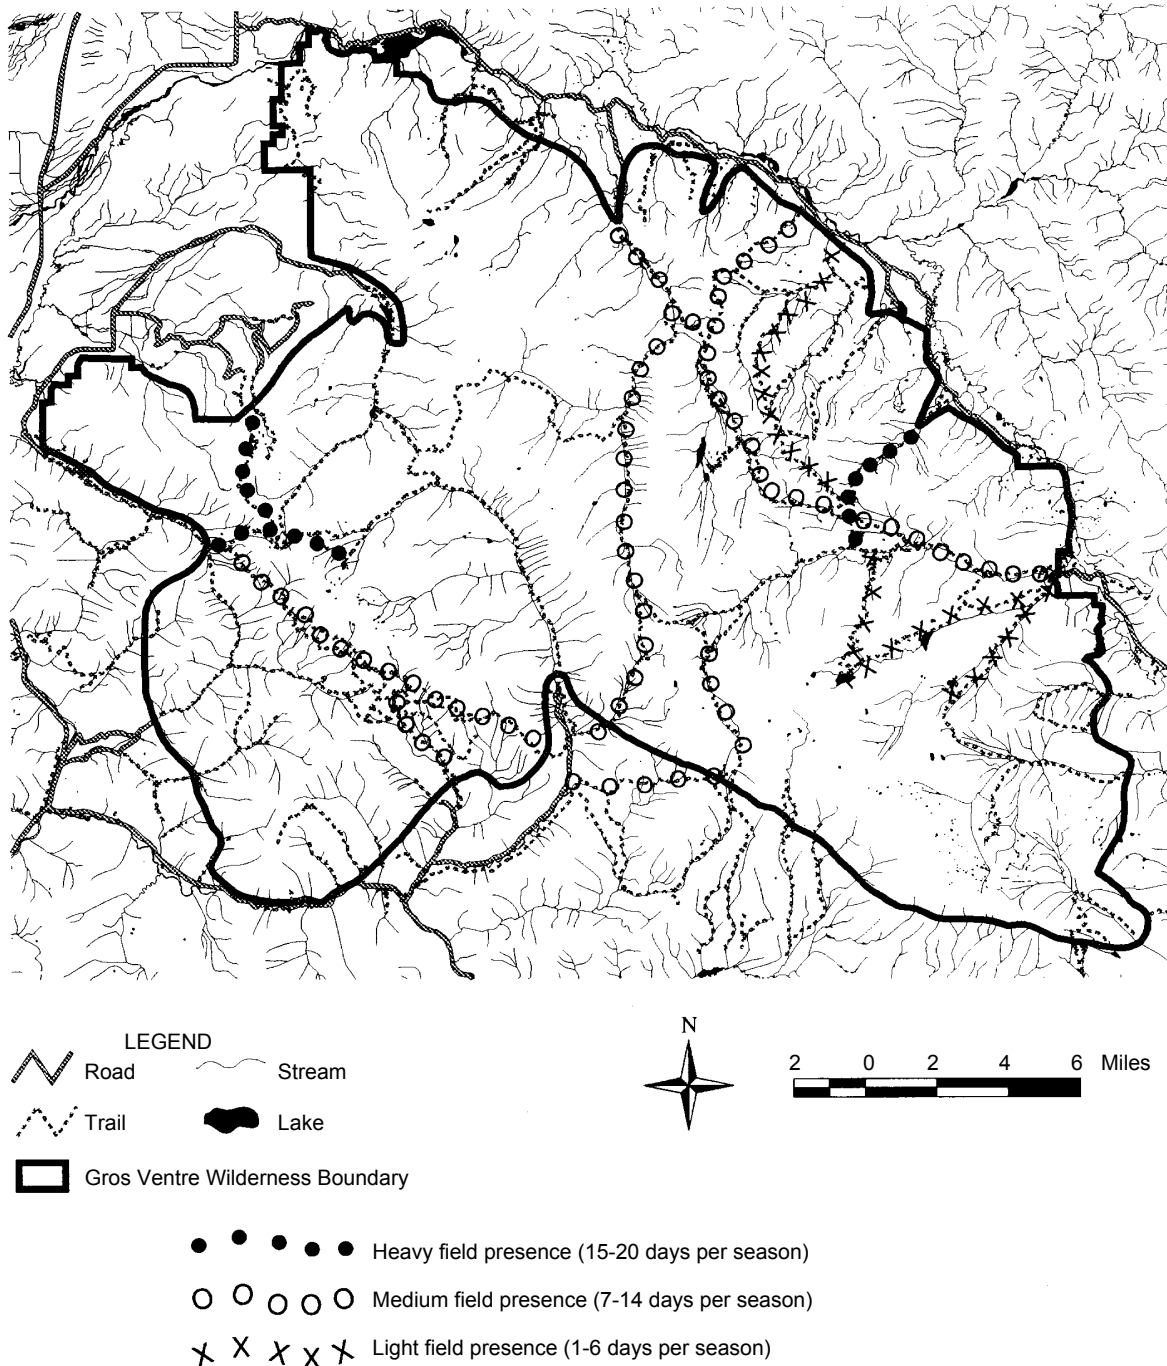 N
LEGEND
Road
Stream
2 0 2 4 6 Miles
Trail
Lake
Gros Ventre Wilderness Boundary
Heavy field presence (15-20 days per season)
Medium field presence (7-14 days per season)
Light field presence (1-6 days per season)